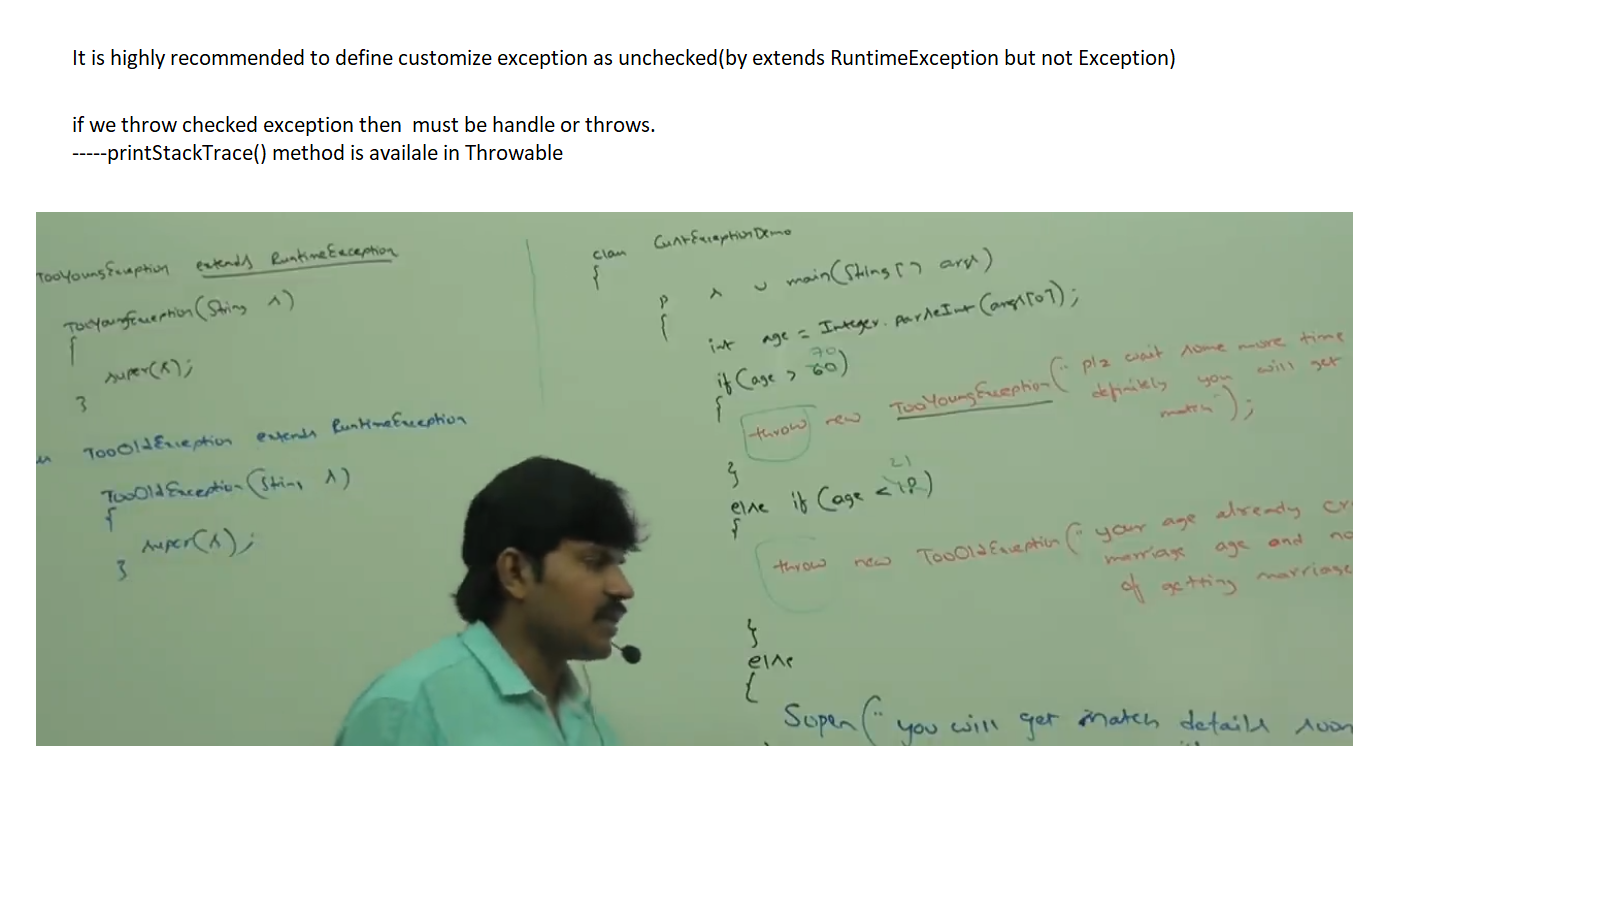 It is highly recommended to define customize exception as unchecked(by extends RuntimeException but not Exception)
if we throw checked exception then  must be handle or throws.
-----printStackTrace() method is availale in Throwable
TooYoungException extends RuntimeException
TooYoungException(String s)
{
super(s);
}
TooOldException extends RuntimeException
TooOldException(String s)
{
super(s);
}
class CustExceptionDemo
{
p s v main(String[] args)
{
int age = Integer.parseInt(args[0]);
70
if(age > 60)
{
throw new TooYoungException("plz wait some more time
definitely you will get
match");
}
21
else if (age < 18)
{
throw new TooOldException("your age already cr
marriage age and no
of getting marriage
}
else
{
Sopln("you will get match details soon